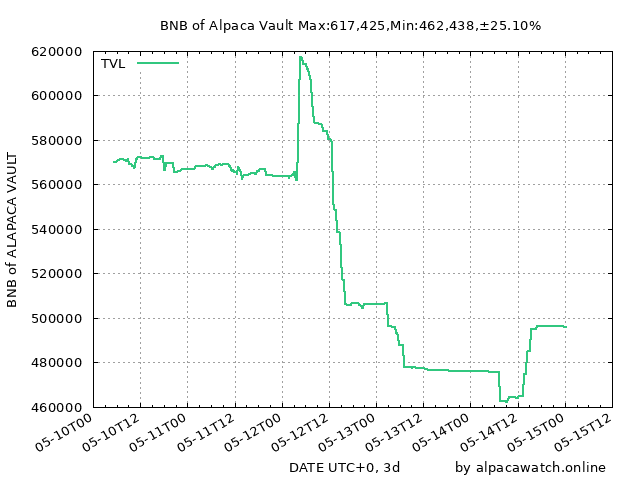 BNB of Alpaca Vault Max:617,425,Min:462,438,±25.10%
TVL
620000
600000
580000
560000
540000
520000
500000
480000
460000
BNB of ALAPACA VAULT
05-10T00
05-10T12
05-11T00
05-11T12
05-12T00
05-12T12
05-13T00
05-13T12
05-14T00
05-14T12
05-15T00
05-15T12
DATE UTC+0, 3d
by alpacawatch.online